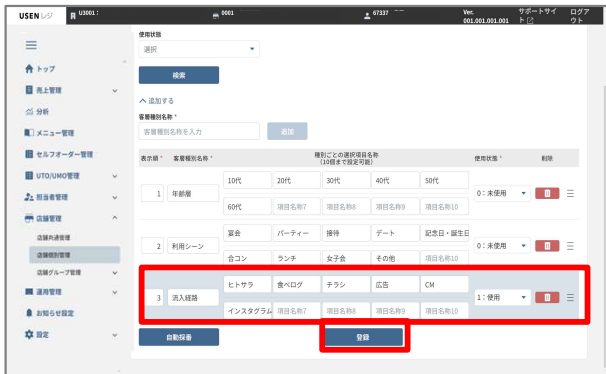 USEN レジ U3001： 0001 67337 Ver. 001.001.001.001 サポートサイト ログアウト
使用状態
選択
検索
トップ
売上管理
分析
メニュー管理
セルフオーダー管理
UTO/UMO管理
担当者管理
店舗管理
店舗共通管理
店舗個別管理
店舗グループ管理
運用管理
お知らせ設定
設定
追加する
客層種別名称 *
客層種別名称を入力 追加
表示順 * 客層種別名称 * 種別ごとの選択項目名称 使用状態 * 削除
（10個まで設定可能）
1 年齢層 10代 20代 30代 40代 50代 0：未使用
60代 項目名称7 項目名称8 項目名称9 項目名称10
2 利用シーン 宴会 パーティー 接待 デート 記念日・誕生日 0：未使用
合コン ランチ 女子会 その他 項目名称10
3 流入経路 ヒトサラ 食べログ チラシ 広告 CM 1：使用
インスタグラム 項目名称7 項目名称8 項目名称9 項目名称10
自動採番 登録